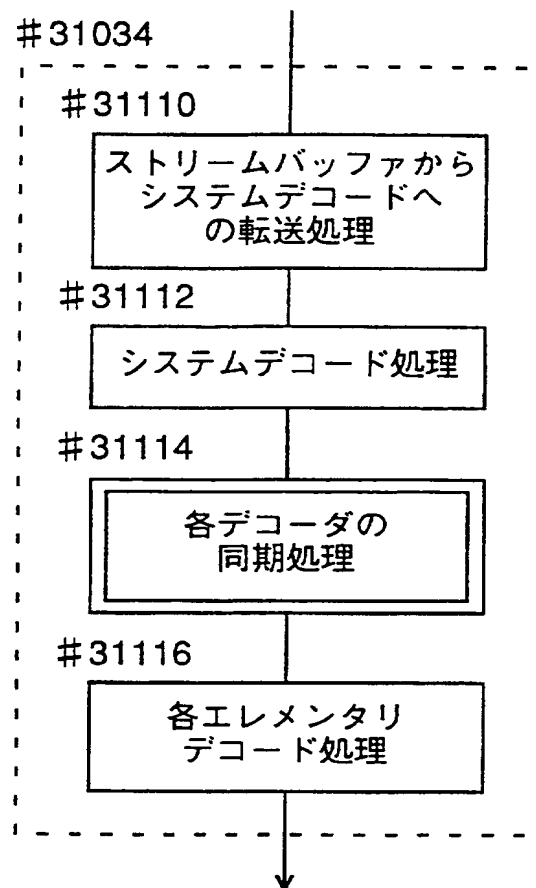 #31034
#31110
ストリームバッファから
システムデコードへ
の転送処理
#31112
システムデコード処理
#31114
各デコーダの
同期処理
#31116
各エレメンタリ
デコード処理